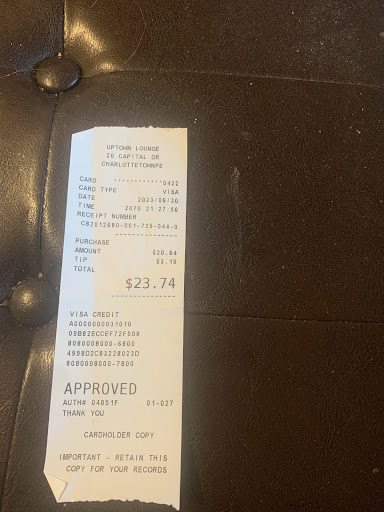 UPTOWN LOUNGE
20 CAPITAL DR
CHARLOTTETOWNPE
CARD ************0422
CARD TYPE VISA
DATE 2023/06/30
TIME 2070 21:27:56
RECEIPT NUMBER
C82012680-001-725-044-0
PURCHASE
AMOUNT $20.64
TIP $3.10
TOTAL
$23.74
VISA CREDIT
A0000000031010
09B82ECCEF72F508
8080008000-6800
4998D2C83228023D
8080008000-7800
APPROVED
AUTH# 04051F 01-027
THANK YOU
CARDHOLDER COPY
IMPORTANT - RETAIN THIS
COPY FOR YOUR RECORDS